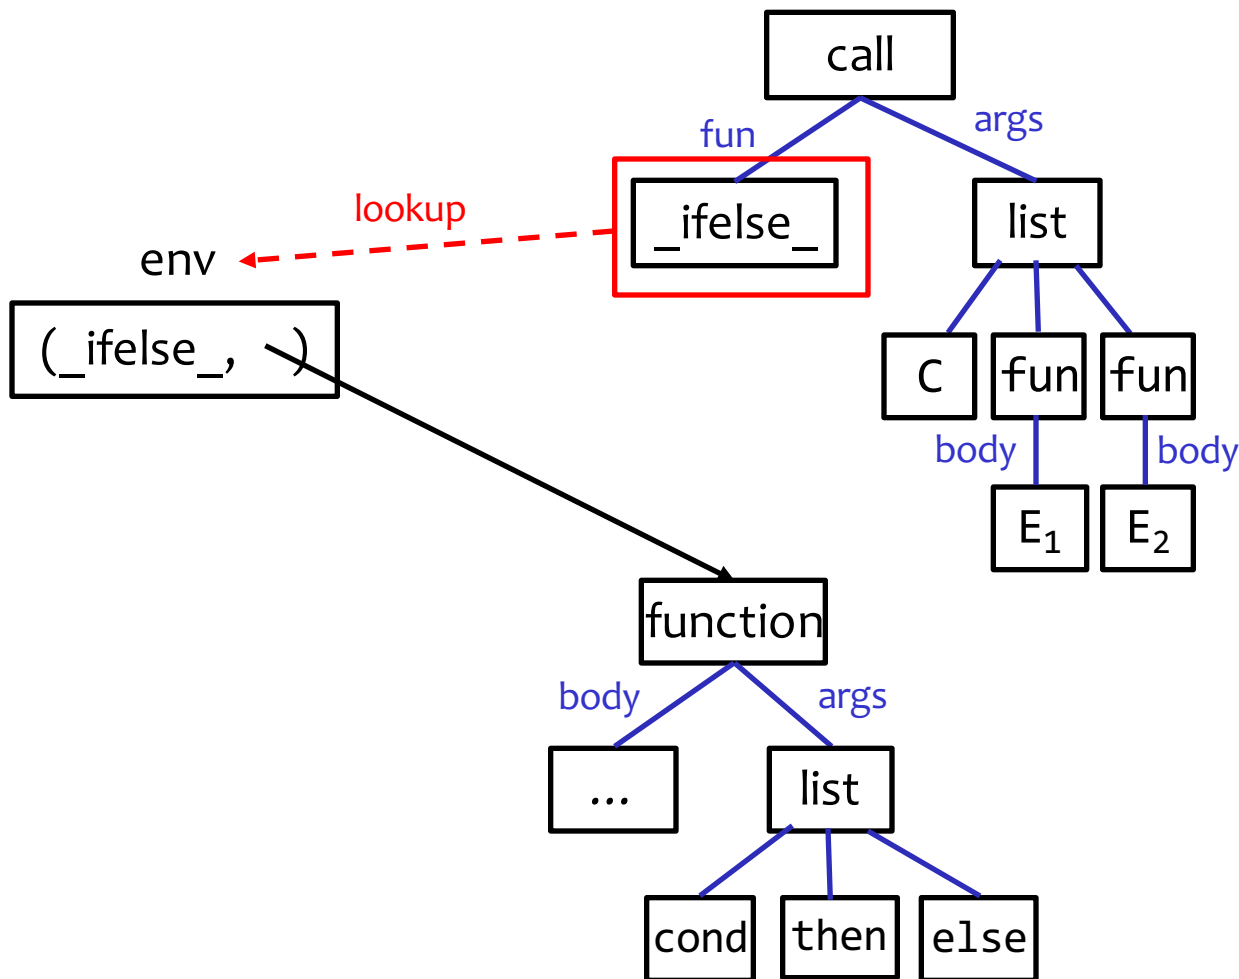 call
fun
args
_ifelse_
list
lookup
env
(_ifelse_, )
C
fun
fun
body
body
E₁
E₂
function
body
args
...
list
cond
then
else